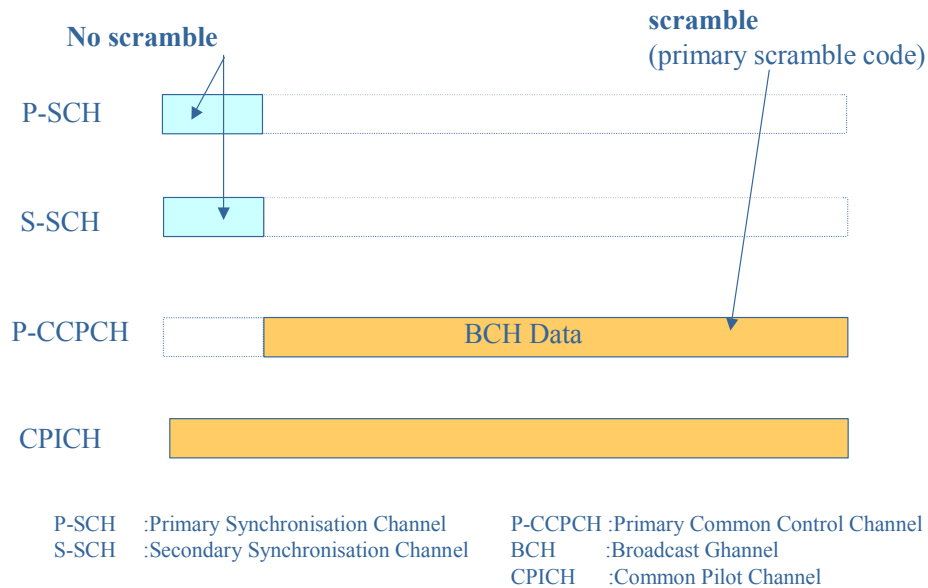 No scramble
scramble
(primary scramble code)
P-SCH
S-SCH
P-CCPCH
BCH Data
CPICH
P-SCH :Primary Synchronisation Channel
S-SCH :Secondary Synchronisation Channel
P-CCPCH :Primary Common Control Channel
BCH :Broadcast Ghannel
CPICH :Common Pilot Channel